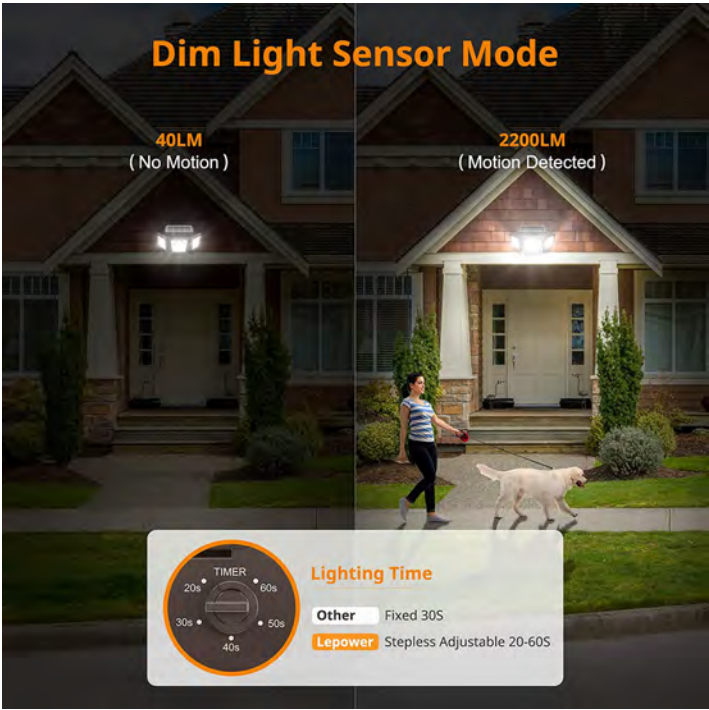 Dim Light Sensor Mode
40LM
( No Motion )
2200LM
( Motion Detected )
TIMER
20s
60s
30s
50s
40s
Lighting Time
Other Fixed 30S
Lepower Stepless Adjustable 20-60S